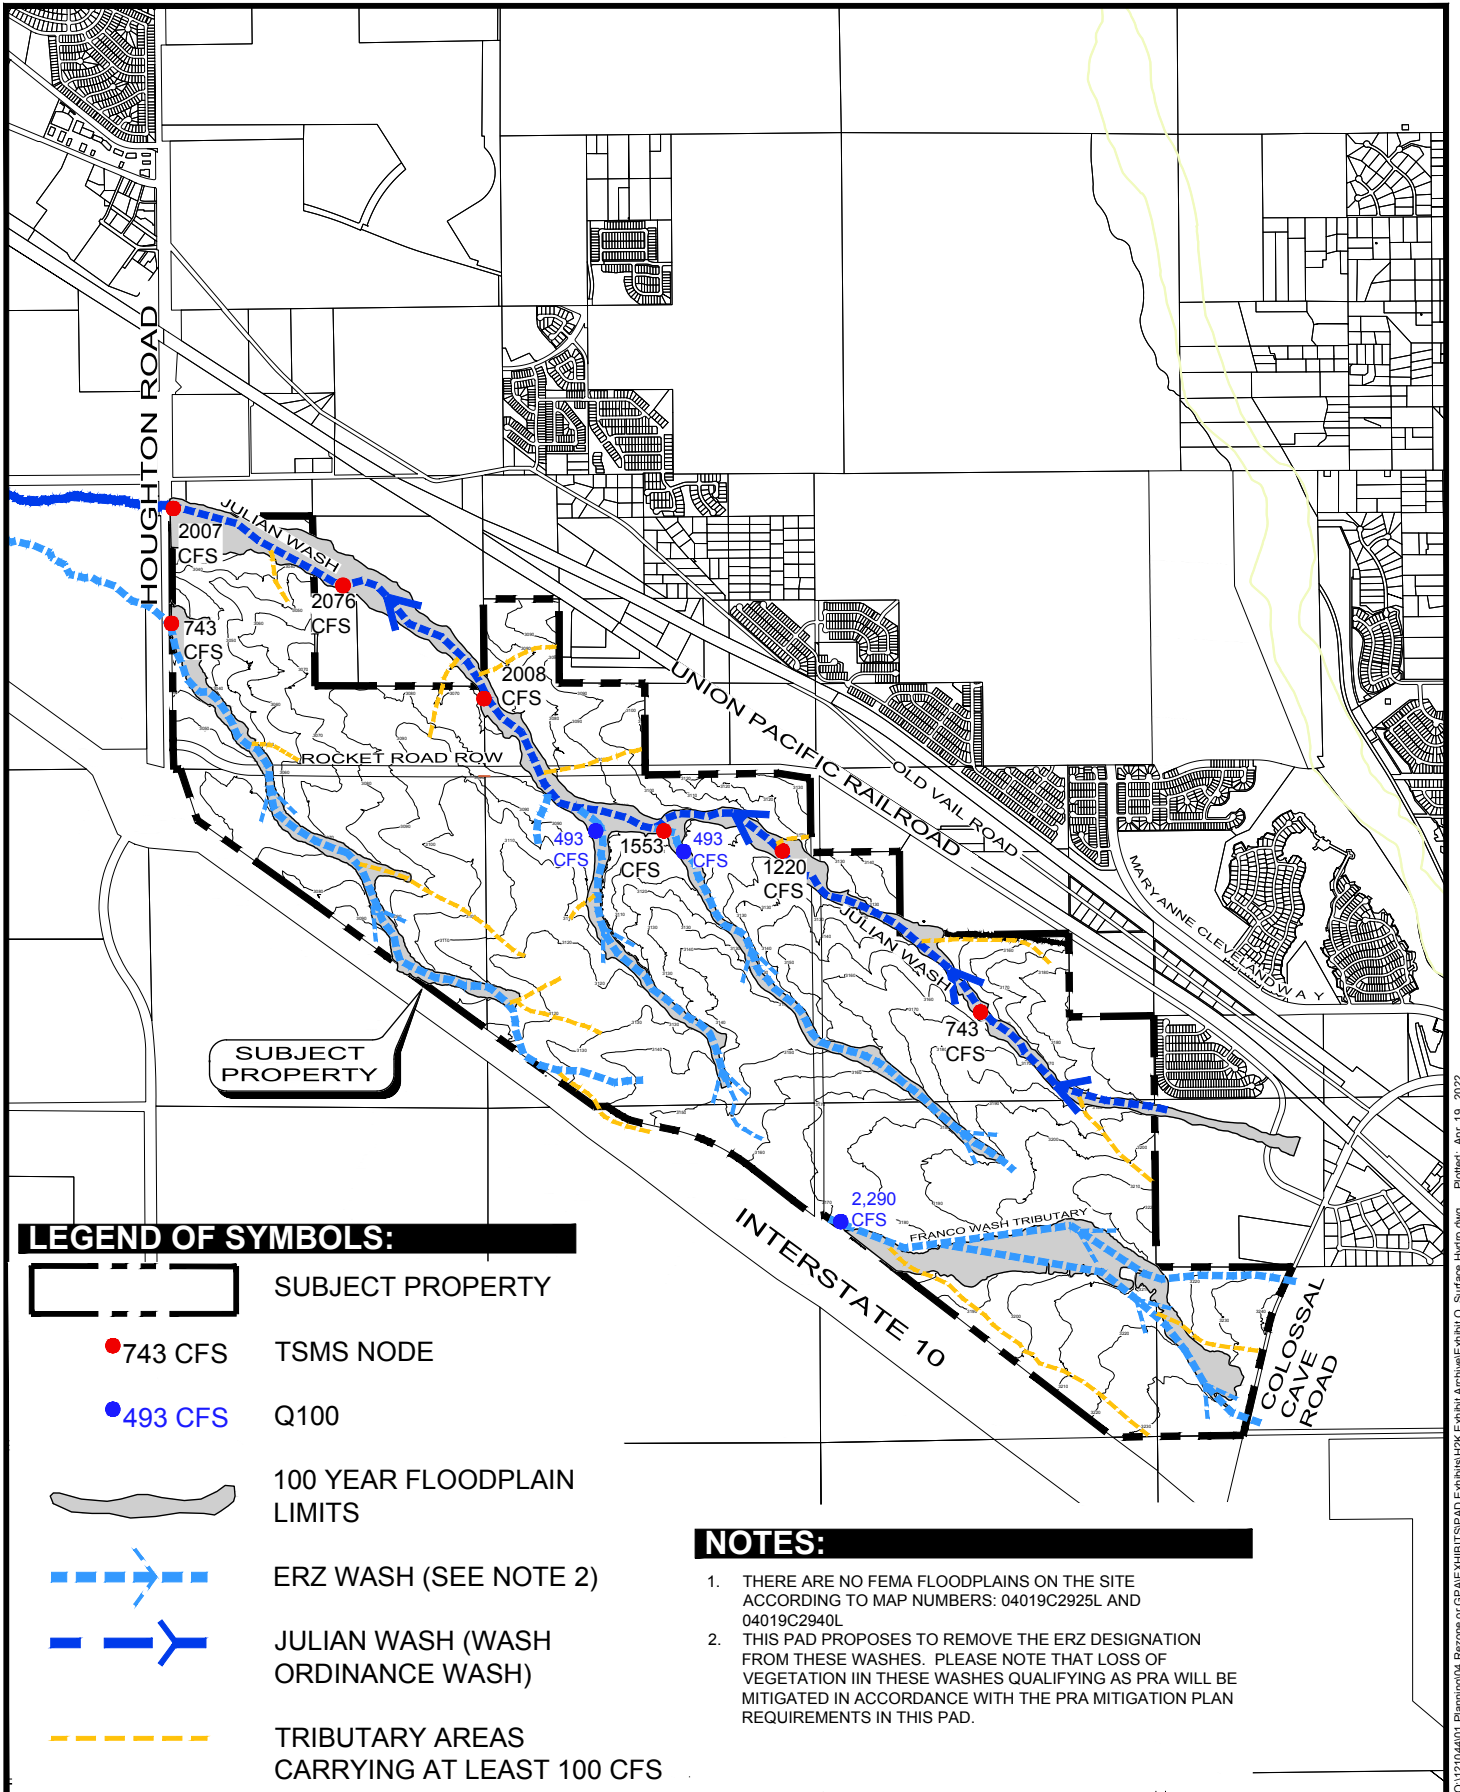 HOUGHTON ROAD
JULIAN WASH
2007
CFS
2076
CFS
743
CFS
2008
CFS
UNION PACIFIC RAILROAD
OLD VAIL ROAD
ROCKET ROAD ROW
493
CFS
1553
CFS
493
CFS
1220
CFS
MARY ANNE CLEVELAND WAY
JULIAN WASH
743
CFS
SUBJECT
PROPERTY
2,290
CFS
FRANCO WASH TRIBUTARY
INTERSTATE 10
COLOSSAL
CAVE
ROAD
LEGEND OF SYMBOLS:
SUBJECT PROPERTY
743 CFS TSMS NODE
493 CFS Q100
100 YEAR FLOODPLAIN
LIMITS
ERZ WASH (SEE NOTE 2)
JULIAN WASH (WASH
ORDINANCE WASH)
TRIBUTARY AREAS
CARRYING AT LEAST 100 CFS
NOTES:
1. THERE ARE NO FEMA FLOODPLAINS ON THE SITE
ACCORDING TO MAP NUMBERS: 04019C2925L AND
04019C2940L
2. THIS PAD PROPOSES TO REMOVE THE ERZ DESIGNATION
FROM THESE WASHES. PLEASE NOTE THAT LOSS OF
VEGETATION IIN THESE WASHES QUALIFYING AS PRA WILL BE
MITIGATED IN ACCORDANCE WITH THE PRA MITIGATION PLAN
REQUIREMENTS IN THIS PAD.
Plotted: Apr. 19, 2022